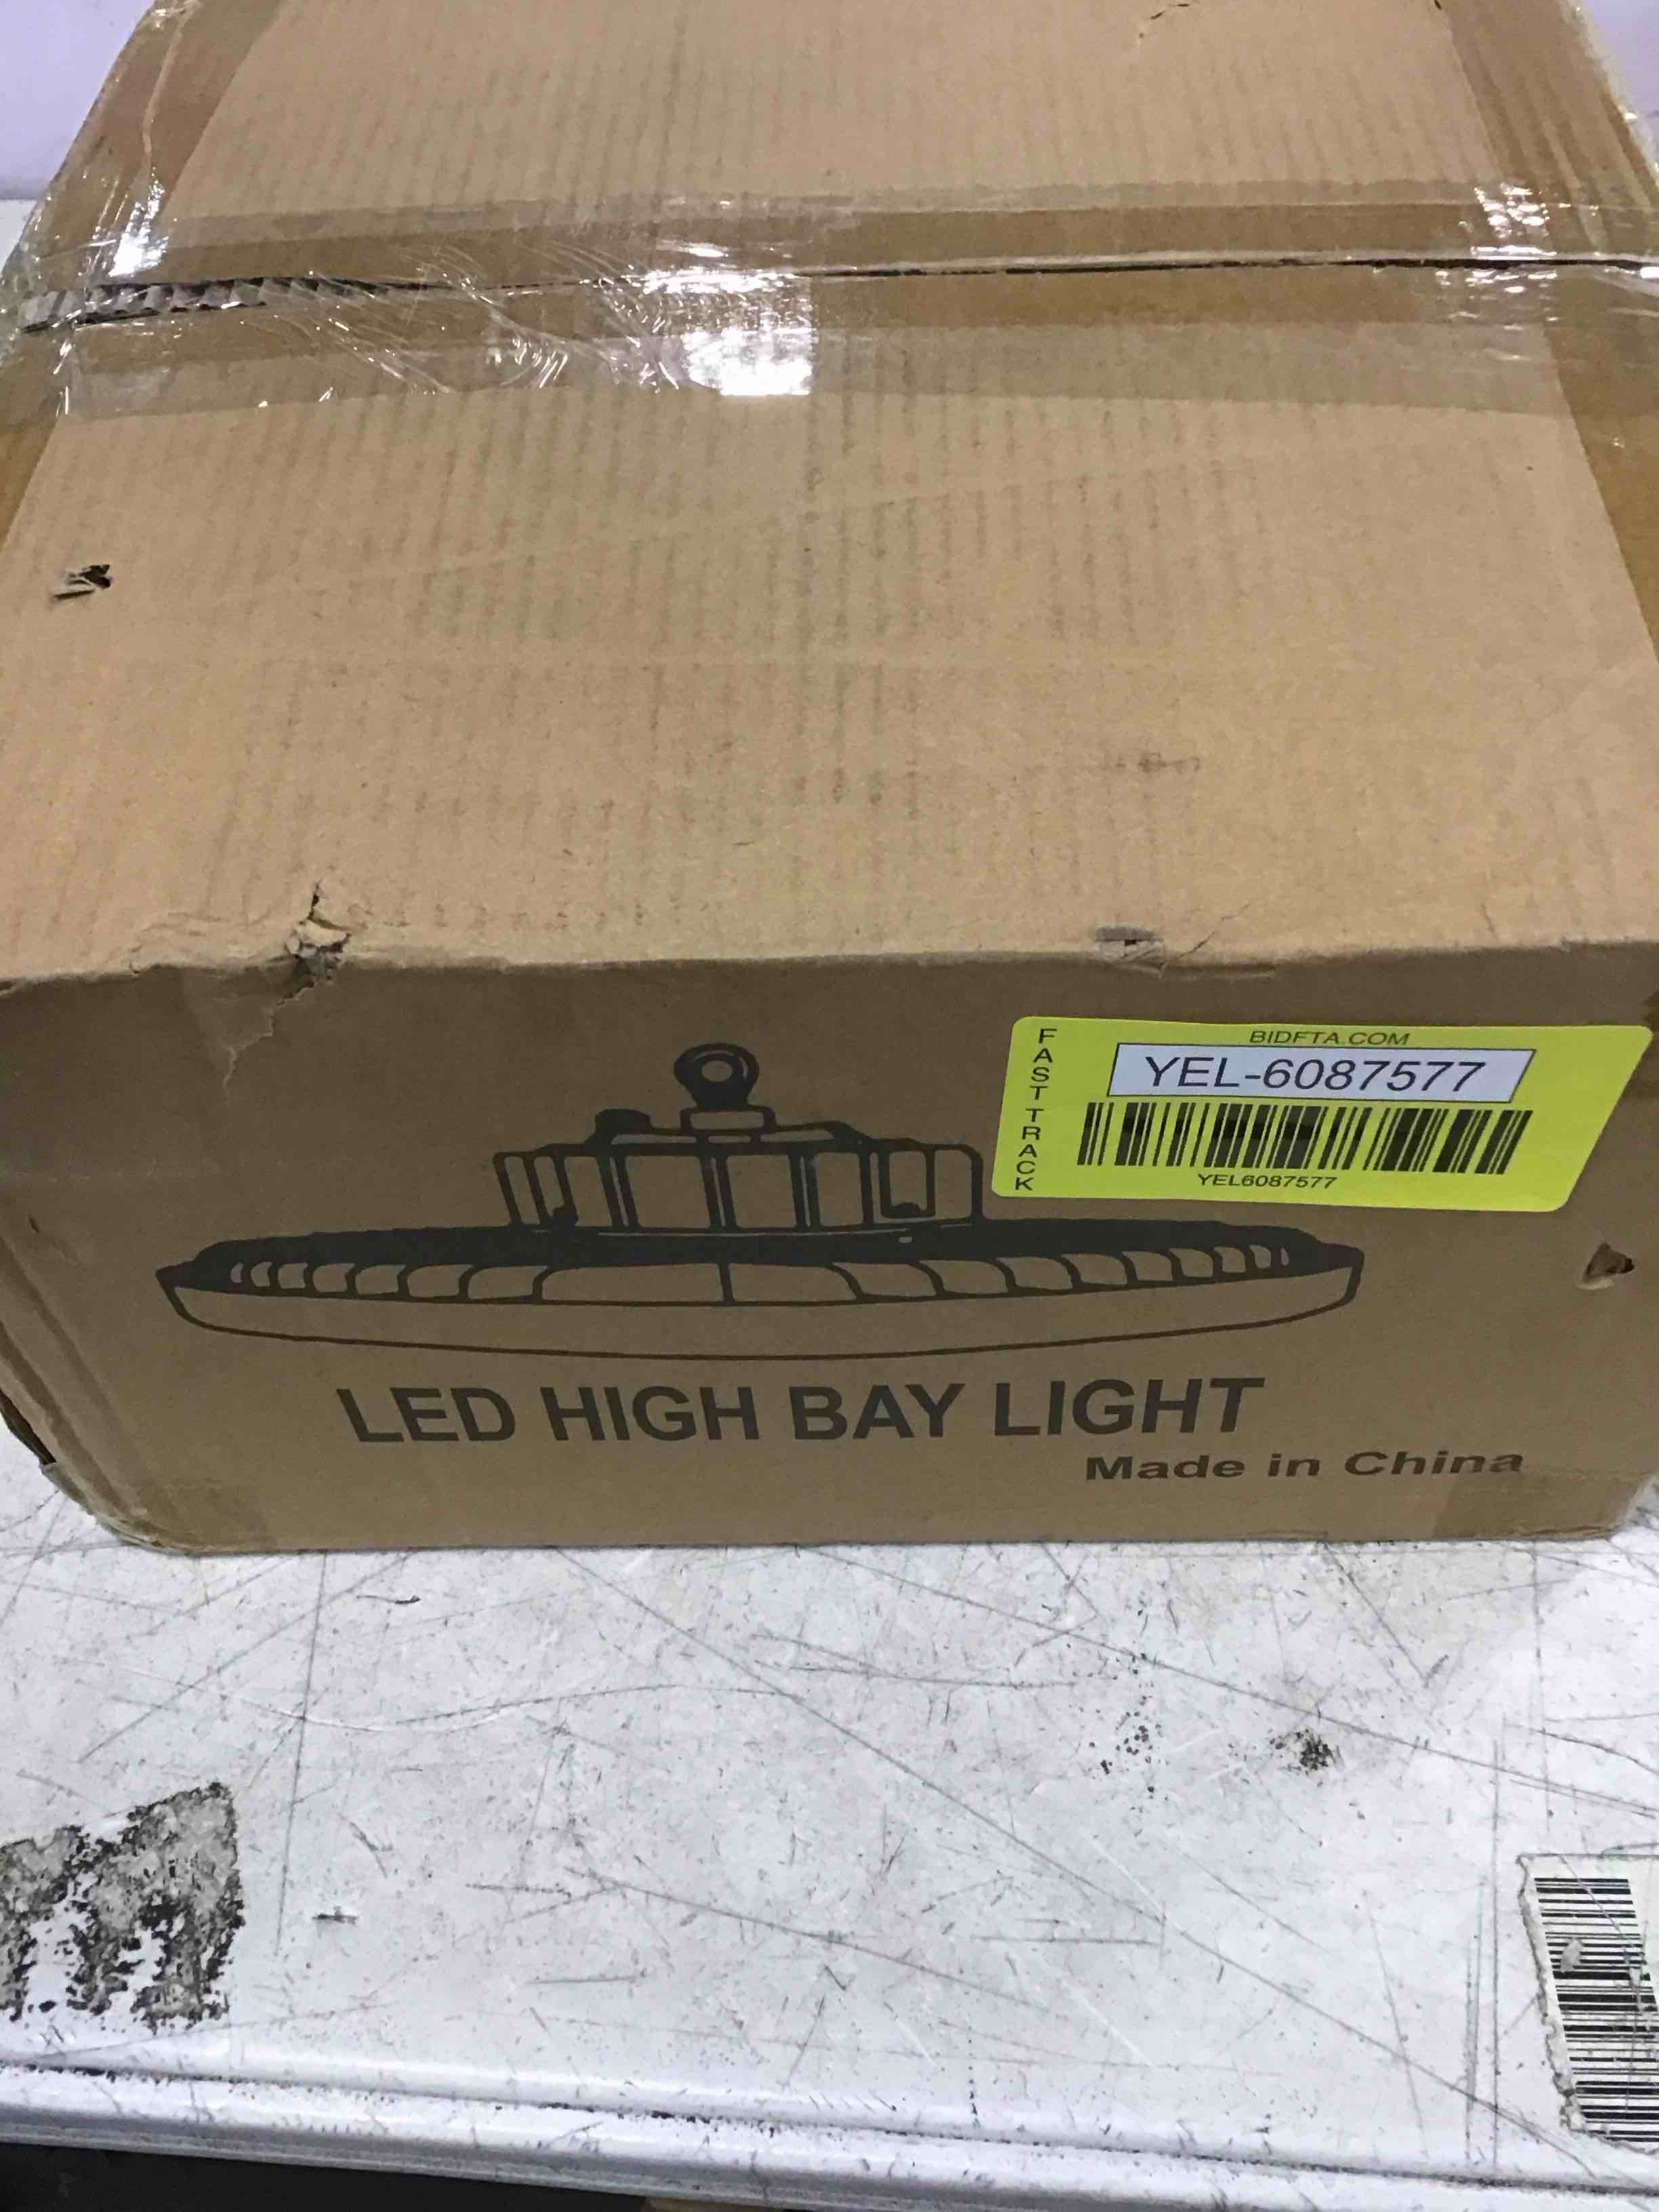 FAST TRACK
BIDFTA.COM
YEL-6087577
YEL6087577
LED HIGH BAY LIGHT
Made in China